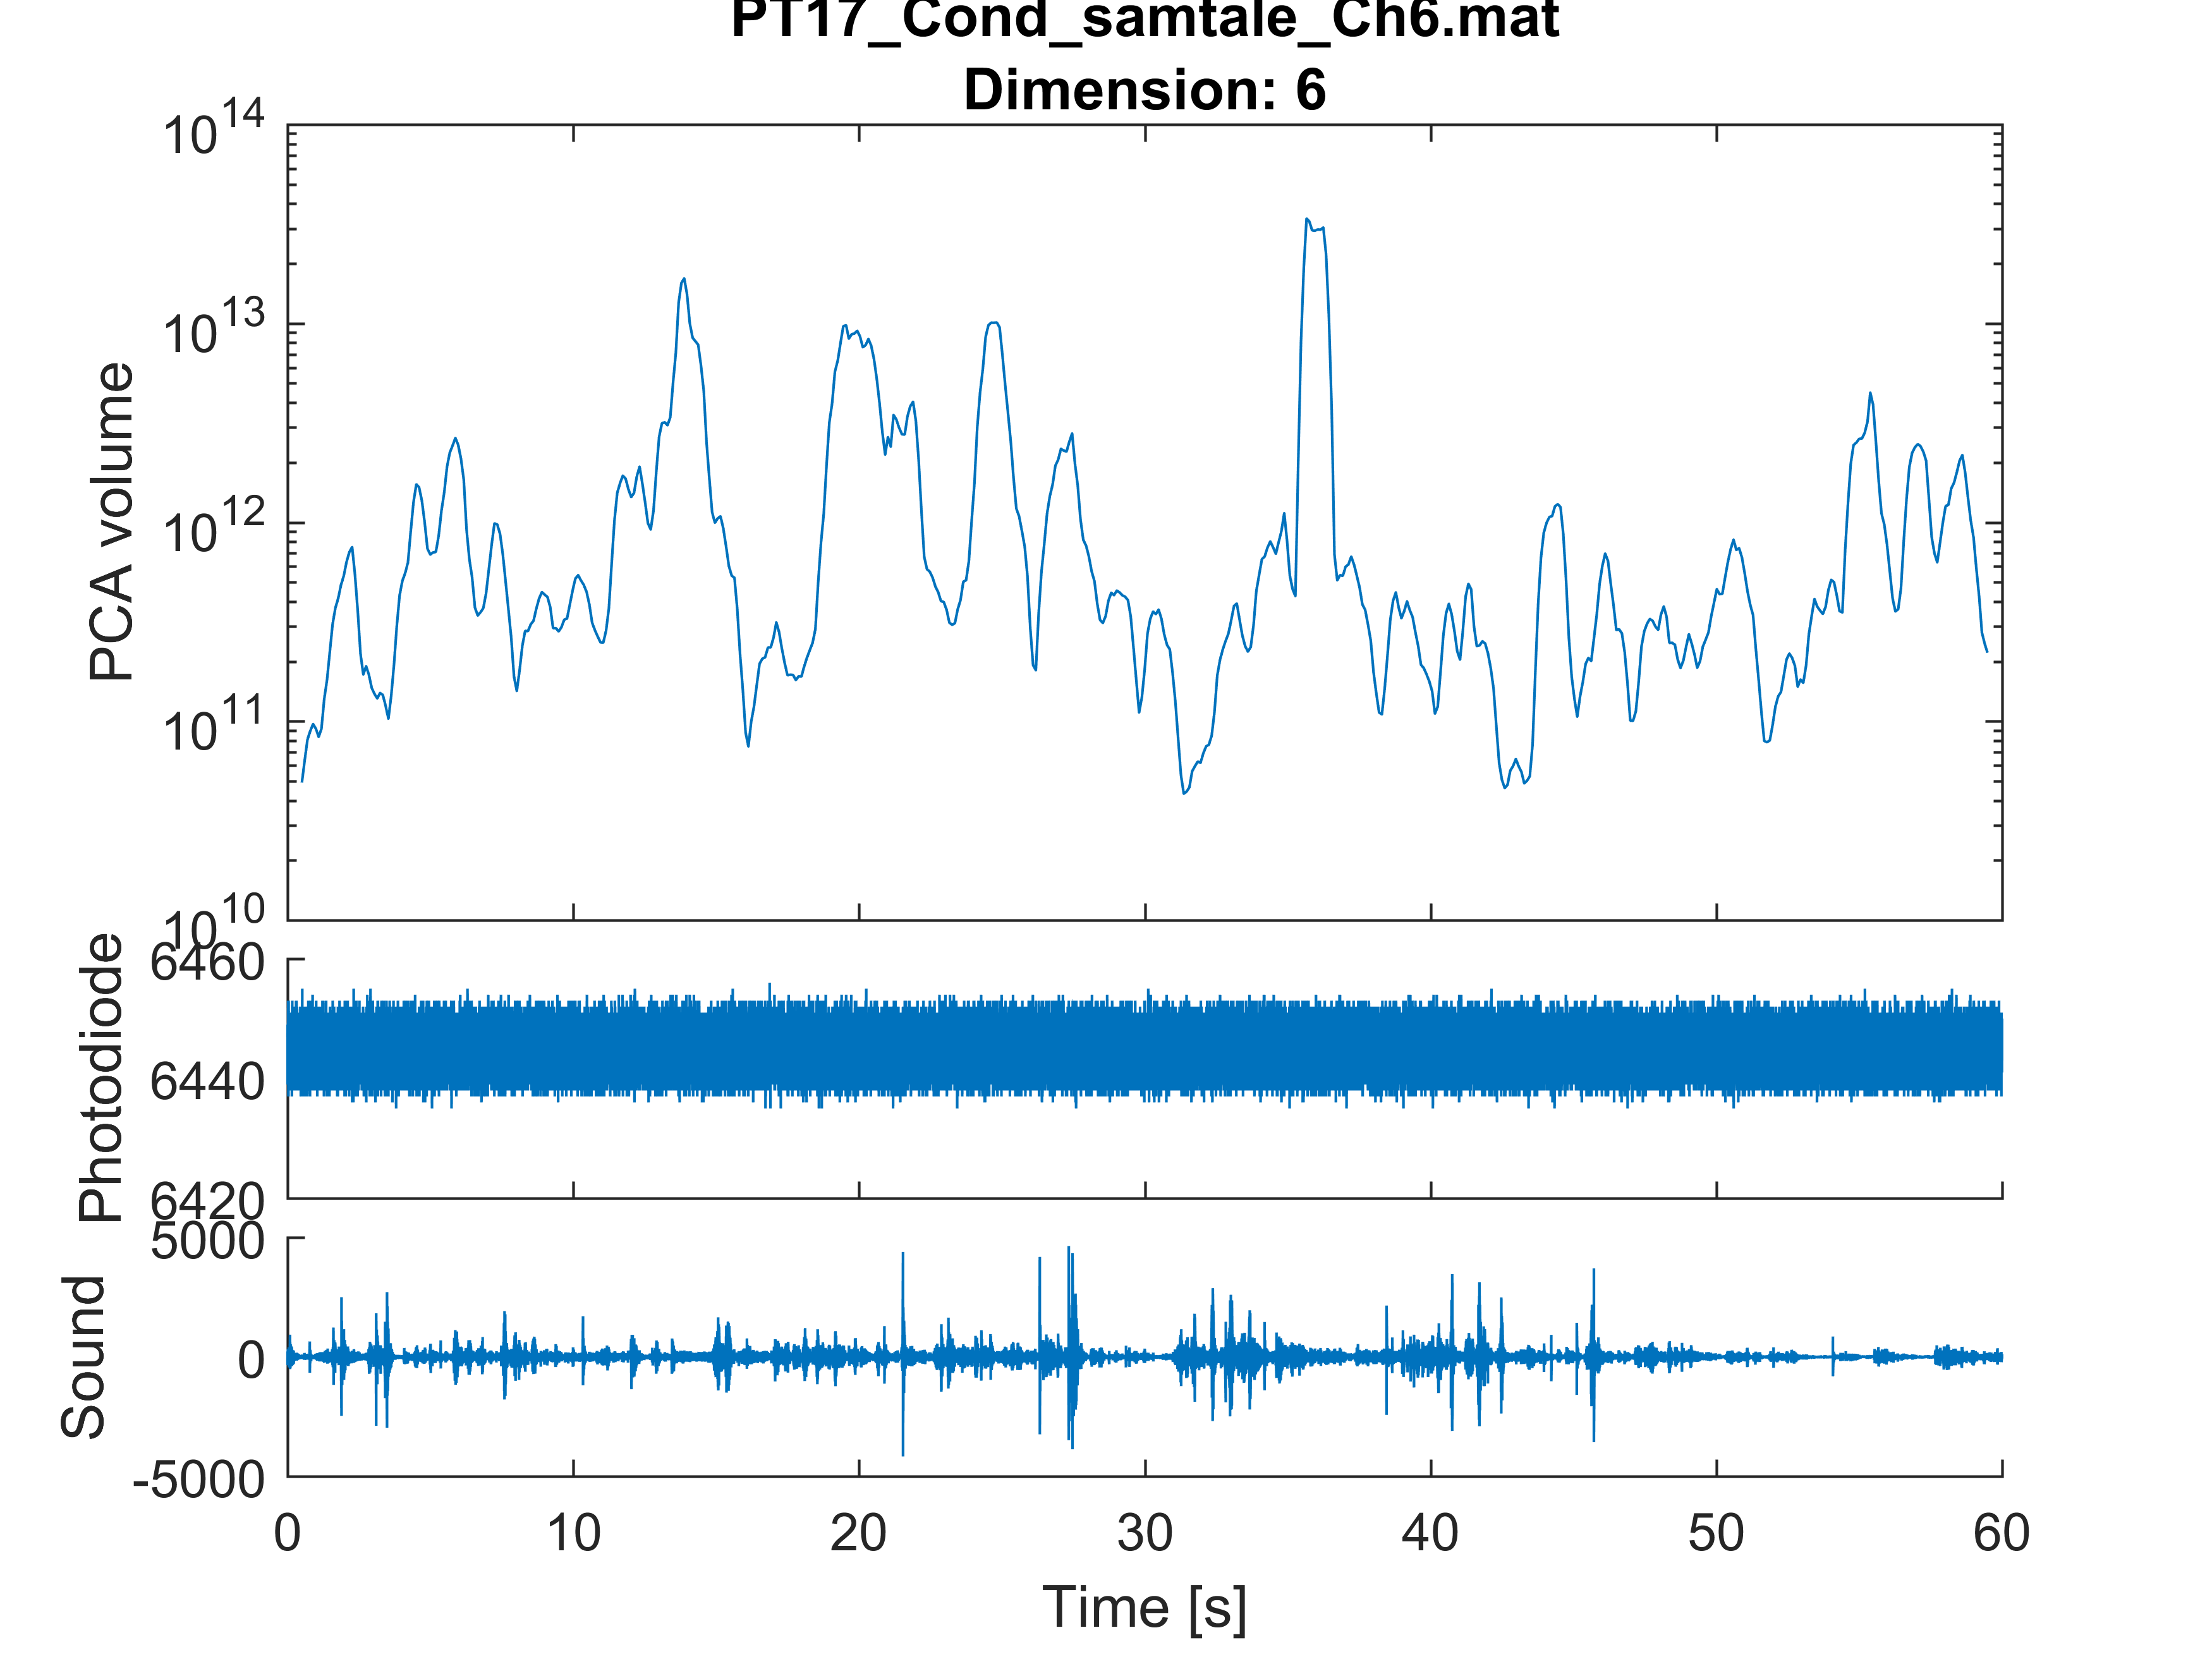 PT17_Cond_samtale_Ch6.mat
Dimension: 6
10^14
10^13
10^12
10^11
10^10
PCA volume
6460
6440
6420
Photodiode
5000
0
-5000
Sound
0 10 20 30 40 50 60
Time [s]